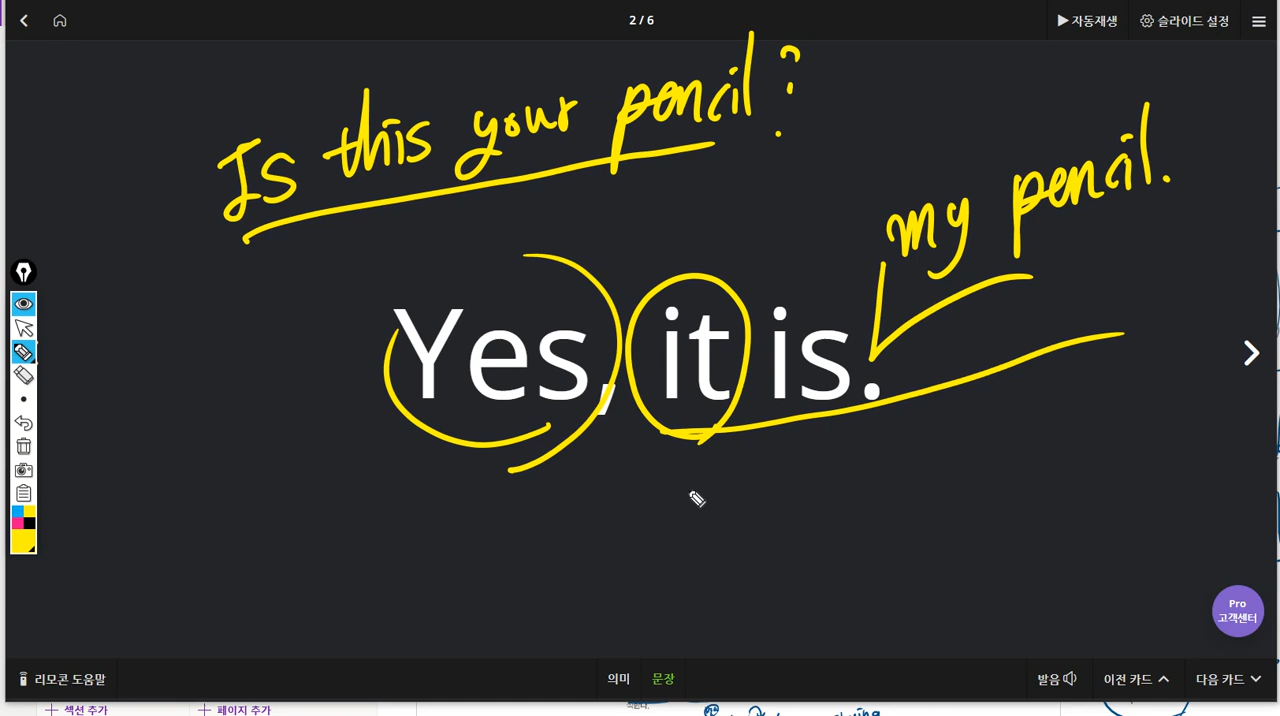 2 / 6
자동재생
슬라이드 설정
Is this your pencil?
my pencil.
Yes, it is.
Pro
고객센터
리모콘 도움말
의미
문장
발음
이전 카드
다음 카드
섹션 추가
페이지 추가